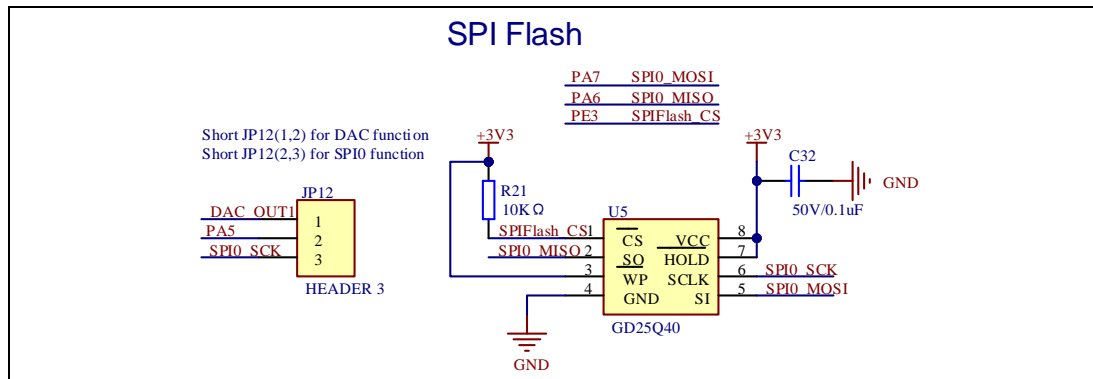 SPI Flash
PA7 SPI0_MOSI
PA6 SPI0_MISO
PE3 SPIFlash_CS
Short JP12(1,2) for DAC function
Short JP12(2,3) for SPI0 function
JP12
DAC_OUT1 1
PA5 2
SPI0_SCK 3
HEADER 3
+3V3
R21
10KΩ
+3V3
C32
50V/0.1uF
GND
U5
SPIFlash_CS 1 CS VCC 8
SPI0_MISO 2 SO HOLD 7
3 WP SCLK 6 SPI0_SCK
4 GND SI 5 SPI0_MOSI
GD25Q40
GND